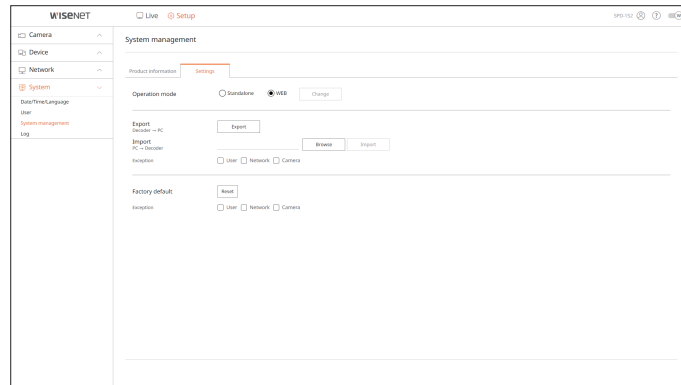 WISENET
Live Setup
SPD-152 ?
Camera
Device
Network
System
Date/Time/Language
User
System management
Log
System management
Product information Settings
Operation mode Standalone WEB Change
Export Export
Decoder → PC
Import Browse Import
PC → Decoder
Exception User Network Camera
Factory default Reset
Exception User Network Camera